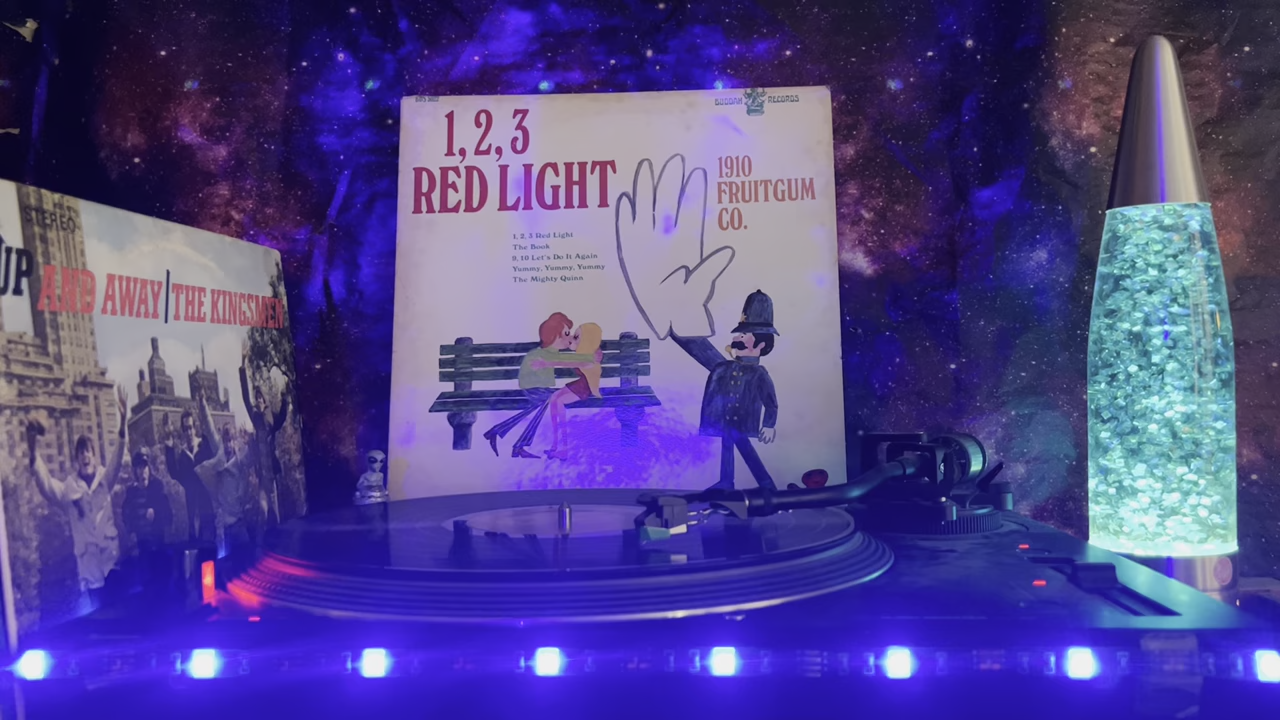 STEREO
UP AND AWAY | THE KINGSMEN
1, 2, 3
RED LIGHT
BUDDAH RECORDS
1910
FRUITGUM
CO.
1, 2, 3 Red Light
The Book
9, 10 Let's Do It Again
Yummy, Yummy, Yummy
The Mighty Quinn